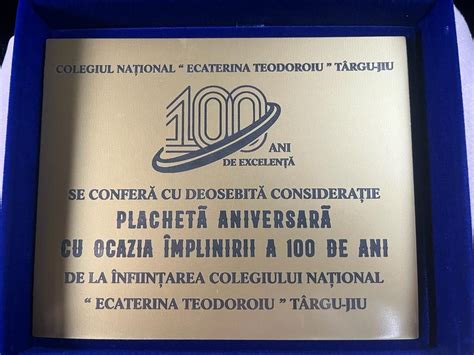 COLEGIUL NAȚIONAL “ ECATERINA TEODOROIU ” TÂRGU-JIU
100
ANI
DE EXCELENȚĂ
SE CONFERĂ CU DEOSEBITĂ CONSIDERAȚIE
PLACHETĂ ANIVERSARĂ
CU OCAZIA ÎMPLINIRII A 100 DE ANI
DE LA ÎNFIINȚAREA COLEGIULUI NAȚIONAL
“ ECATERINA TEODOROIU ” TÂRGU-JIU